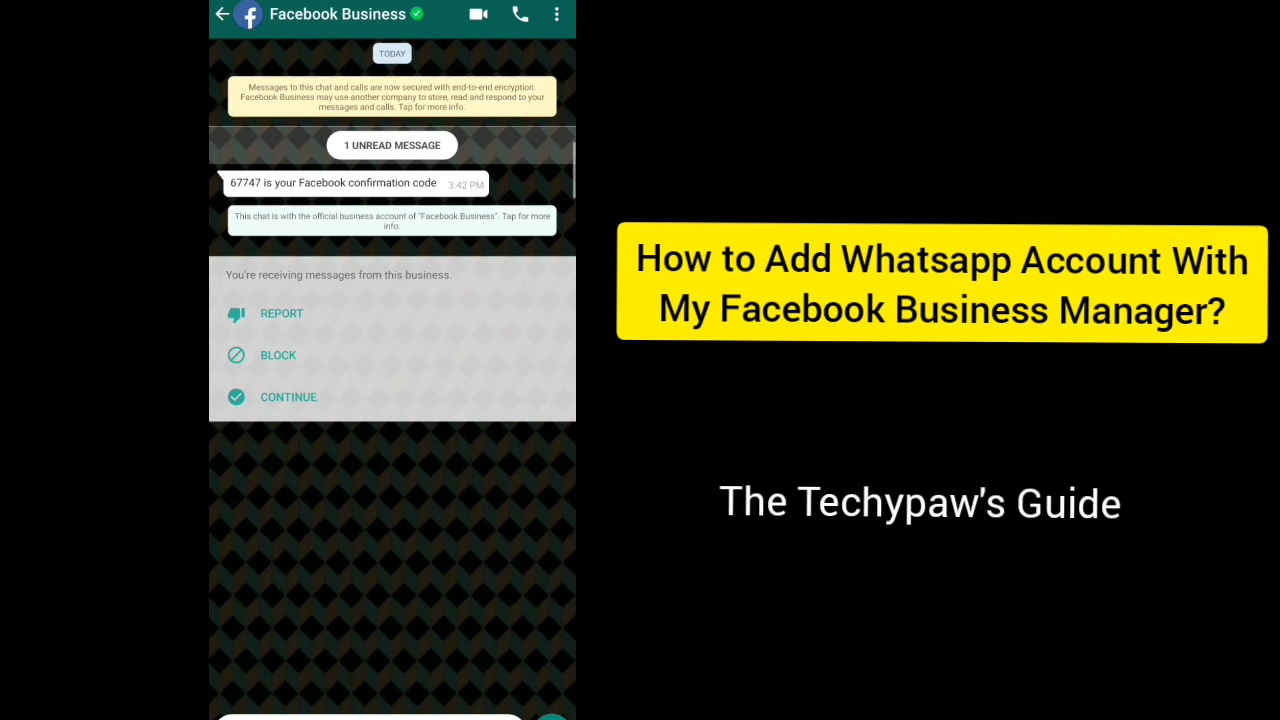 Facebook Business
TODAY
Messages to this chat and calls are now secured with end-to-end encryption.
Facebook Business may use another company to store, read and respond to your
messages and calls. Tap for more info.
1 UNREAD MESSAGE
67747 is your Facebook confirmation code 3:42 PM
This chat is with the official business account of "Facebook Business". Tap for more
info.
You're receiving messages from this business.
REPORT
BLOCK
CONTINUE
How to Add Whatsapp Account With
My Facebook Business Manager?
The Techypaw's Guide